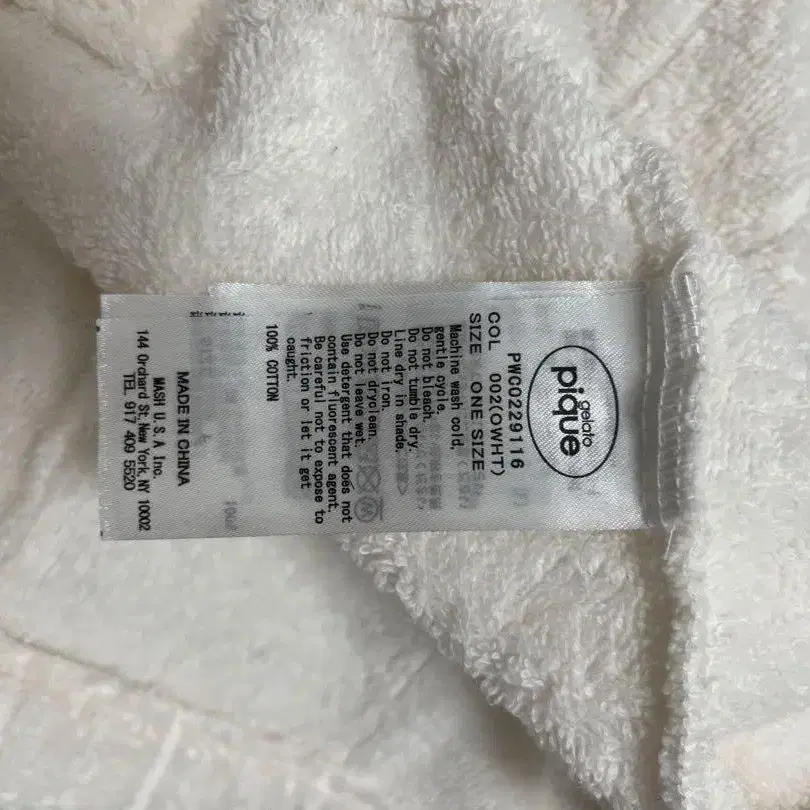 gelato
pique
PWCO229116
COL 002(OWHT)
SIZE ONE SIZE
Machine wash cold,
gentle cycle.
Do not bleach.
Do not tumble dry.
Line dry in shade.
Do not iron.
Do not dryclean.
Do not leave wet.
Use detergent that does not
contain fluorescent agent.
Be careful not to expose to
friction or let it get
caught.
100% COTTON
MADE IN CHINA
MASH U.S.A Inc.
144 Orchard St,New York, NY 10002
TEL 917 409 5520